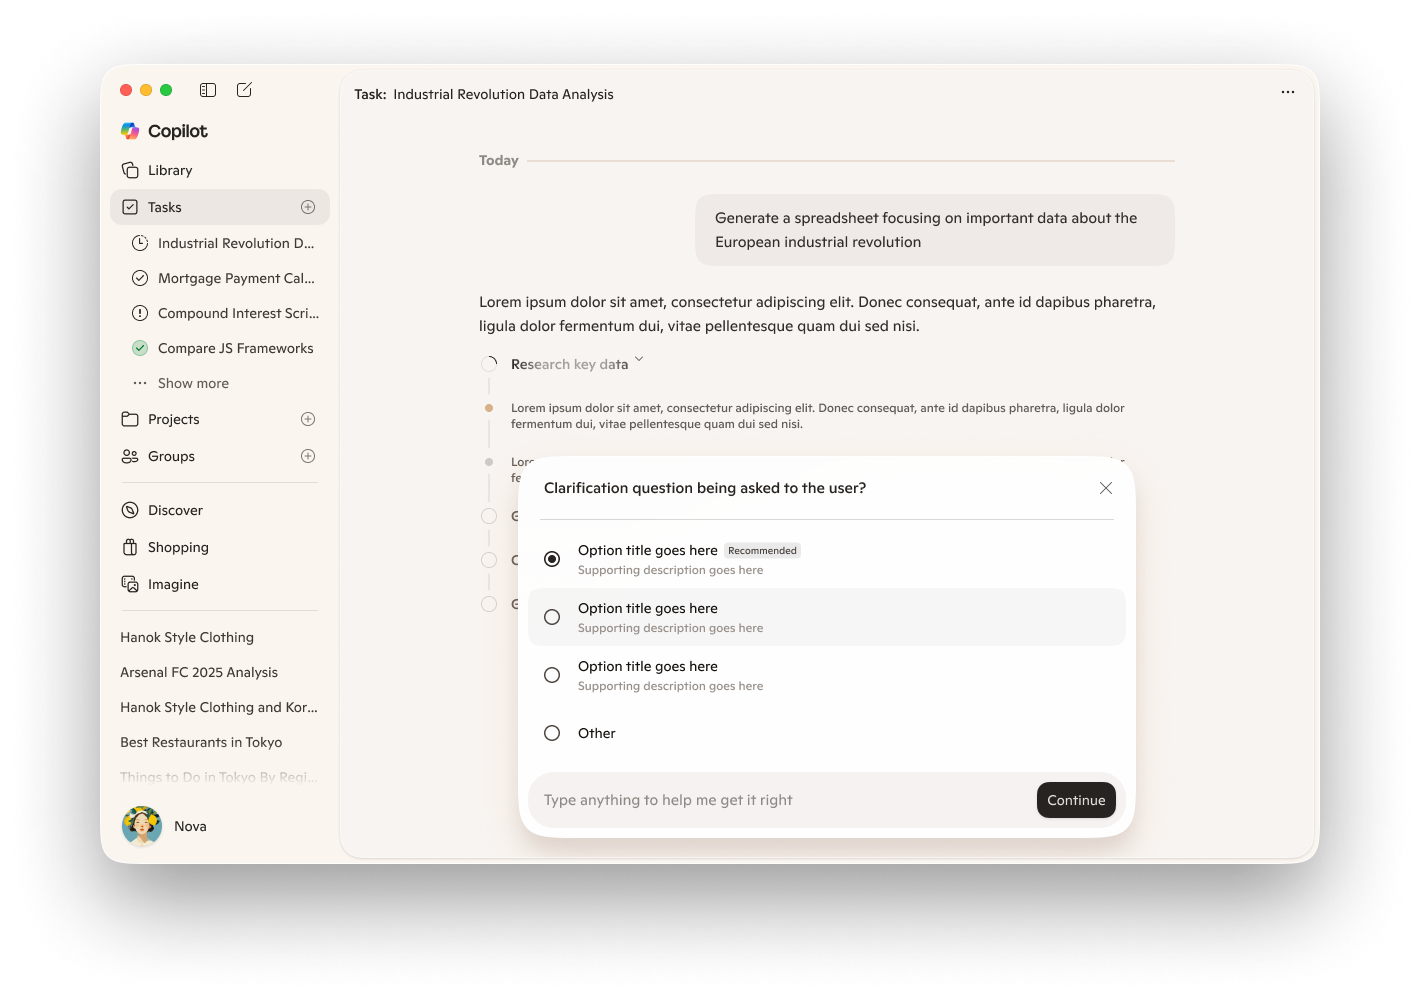 Copilot
Library
Tasks
Industrial Revolution D...
Mortgage Payment Cal...
Compound Interest Scri...
Compare JS Frameworks
Show more
Projects
Groups
Discover
Shopping
Imagine
Hanok Style Clothing
Arsenal FC 2025 Analysis
Hanok Style Clothing and Kor...
Best Restaurants in Tokyo
Things to Do in Tokyo By Regi...
Nova
Task: Industrial Revolution Data Analysis
Today
Generate a spreadsheet focusing on important data about the
European industrial revolution
Lorem ipsum dolor sit amet, consectetur adipiscing elit. Donec consequat, ante id dapibus pharetra,
ligula dolor fermentum dui, vitae pellentesque quam dui sed nisi.
Research key data
Lorem ipsum dolor sit amet, consectetur adipiscing elit. Donec consequat, ante id dapibus pharetra, ligula dolor
fermentum dui, vitae pellentesque quam dui sed nisi.
Clarification question being asked to the user?
Option title goes here Recommended
Supporting description goes here
Option title goes here
Supporting description goes here
Option title goes here
Supporting description goes here
Other
Type anything to help me get it right
Continue